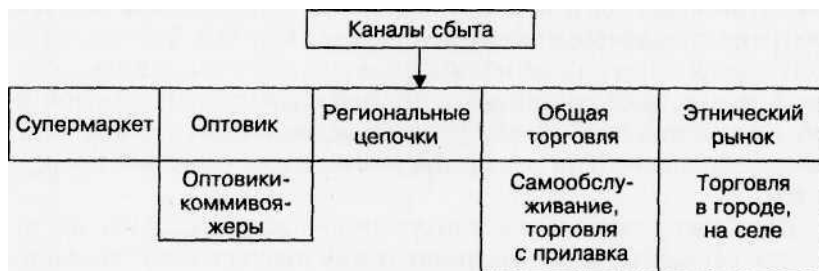 Каналы сбыта
Супермаркет
Оптовик
Региональные
цепочки
Общая
торговля
Этнический
рынок
Оптовики-
коммивоя-
жеры
Самообслу-
живание,
торговля
с прилавка
Торговля
в городе,
на селе